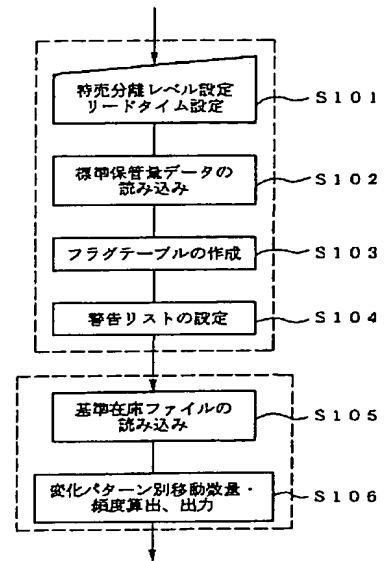 特売分離レベル設定
リードタイム設定
S101
標準保管量データの
読み込み
S102
フラグテーブルの作成
S103
警告リストの設定
S104
基準在床ファイルの
読み込み
S105
変化パターン別移動数量・
頻度算出、出力
S106